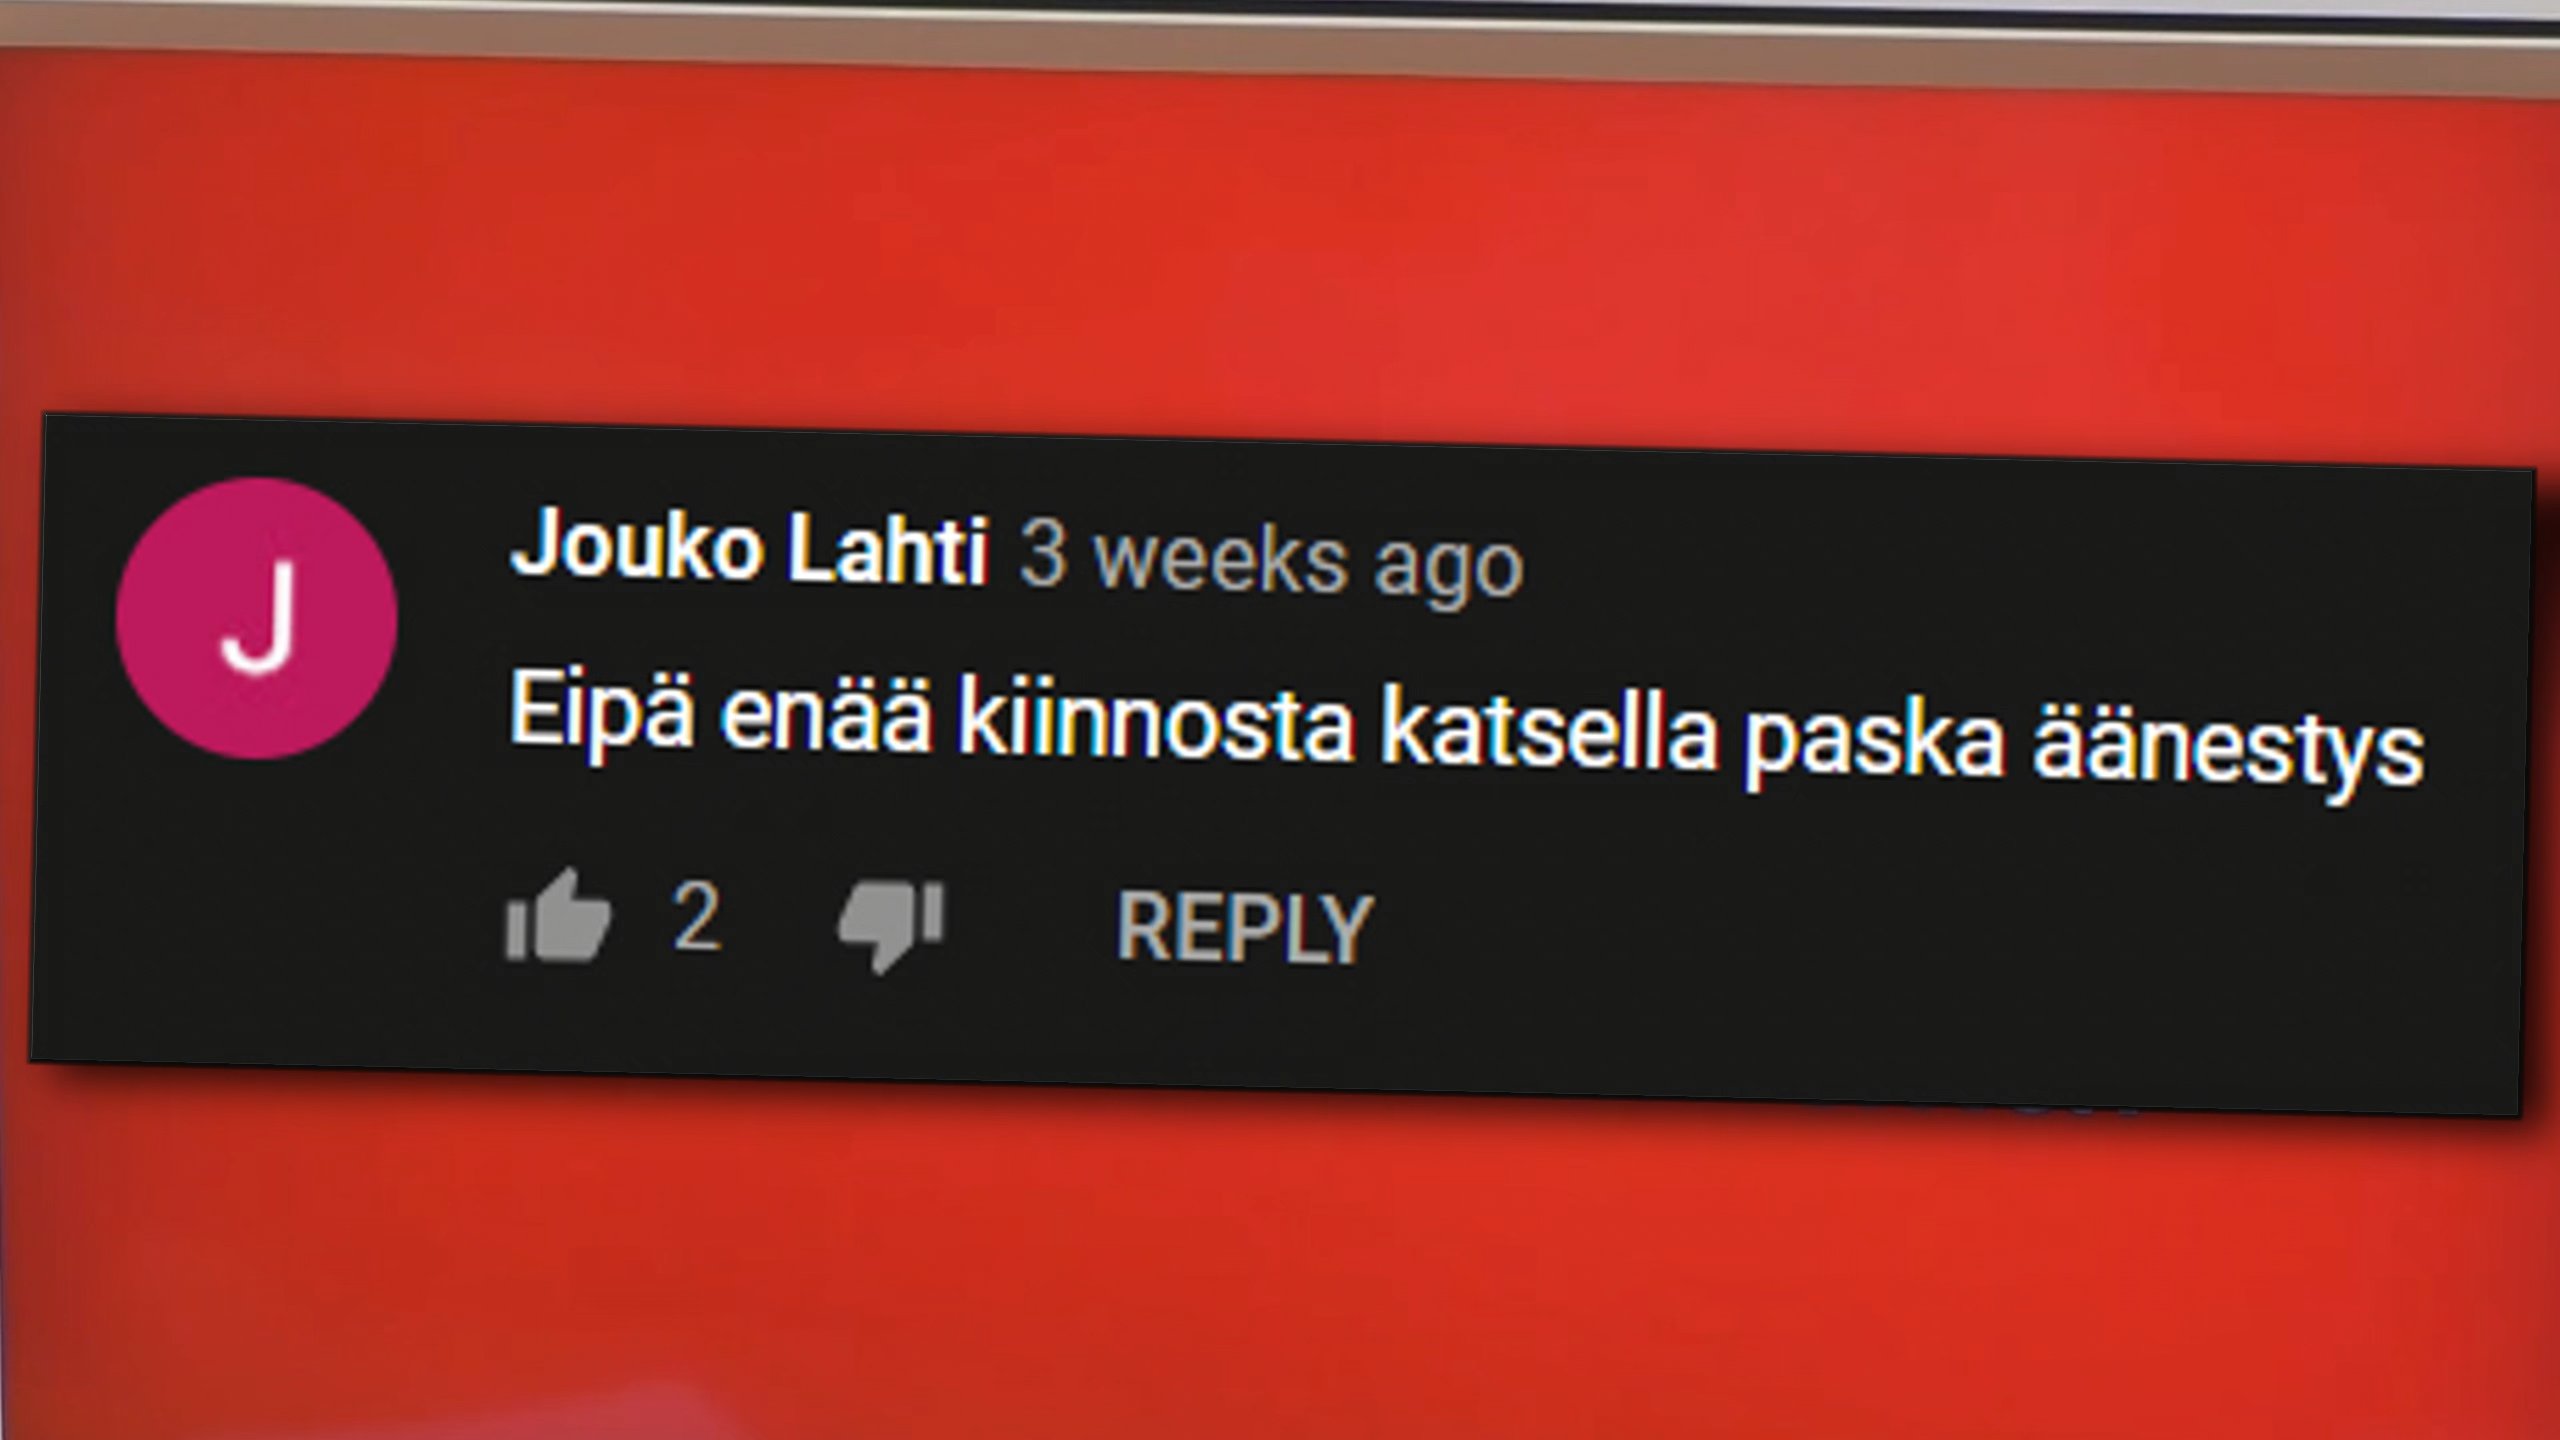 J
Jouko Lahti 3 weeks ago
Eipä enää kiinnosta katsella paska äänestys
2 REPLY